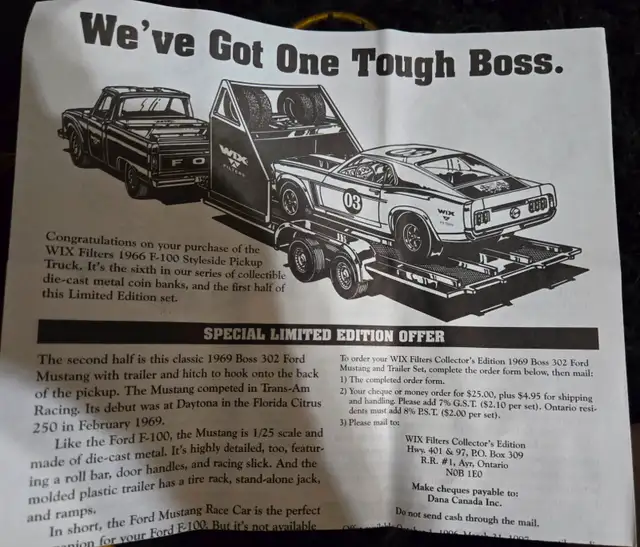 We've Got One Tough Boss.
FO
WIX
FILTERS
03
WIX
Congratulations on your purchase of the
WIX Filters 1966 F-100 Styleside Pickup
Truck. It's the sixth in our series of collectible
die-cast metal coin banks, and the first half of
this Limited Edition set.
SPECIAL LIMITED EDITION OFFER
The second half is this classic 1969 Boss 302 Ford
Mustang with trailer and hitch to hook onto the back
of the pickup. The Mustang competed in Trans-Am
Racing. Its debut was at Daytona in the Florida Citrus
250 in February 1969.
Like the Ford F-100, the Mustang is 1/25 scale and
made of die-cast metal. It's highly detailed, too, featur-
ing a roll bar, door handles, and racing slick. And the
molded plastic trailer has a tire rack, stand-alone jack,
and ramps.
In short, the Ford Mustang Race Car is the perfect
for your Ford F-100. But it's not available
To order your WIX Filters Collector's Edition 1969 Boss 302 Ford
Mustang and Trailer Set, complete the order form below, then mail:
1) The completed order form.
2) Your cheque or money order for $25.00, plus $4.95 for shipping
and handling. Please add 7% G.S.T. ($2.10 per set). Ontario resi-
dents must add 8% P.S.T. ($2.00 per set).
3) Please mail to:
WIX Filters Collector's Edition
Hwy. 401 & 97, P.O. Box 309
R.R. #1, Ayr, Ontario
N0B 1E0
Make cheques payable to:
Dana Canada Inc.
Do not send cash through the mail.